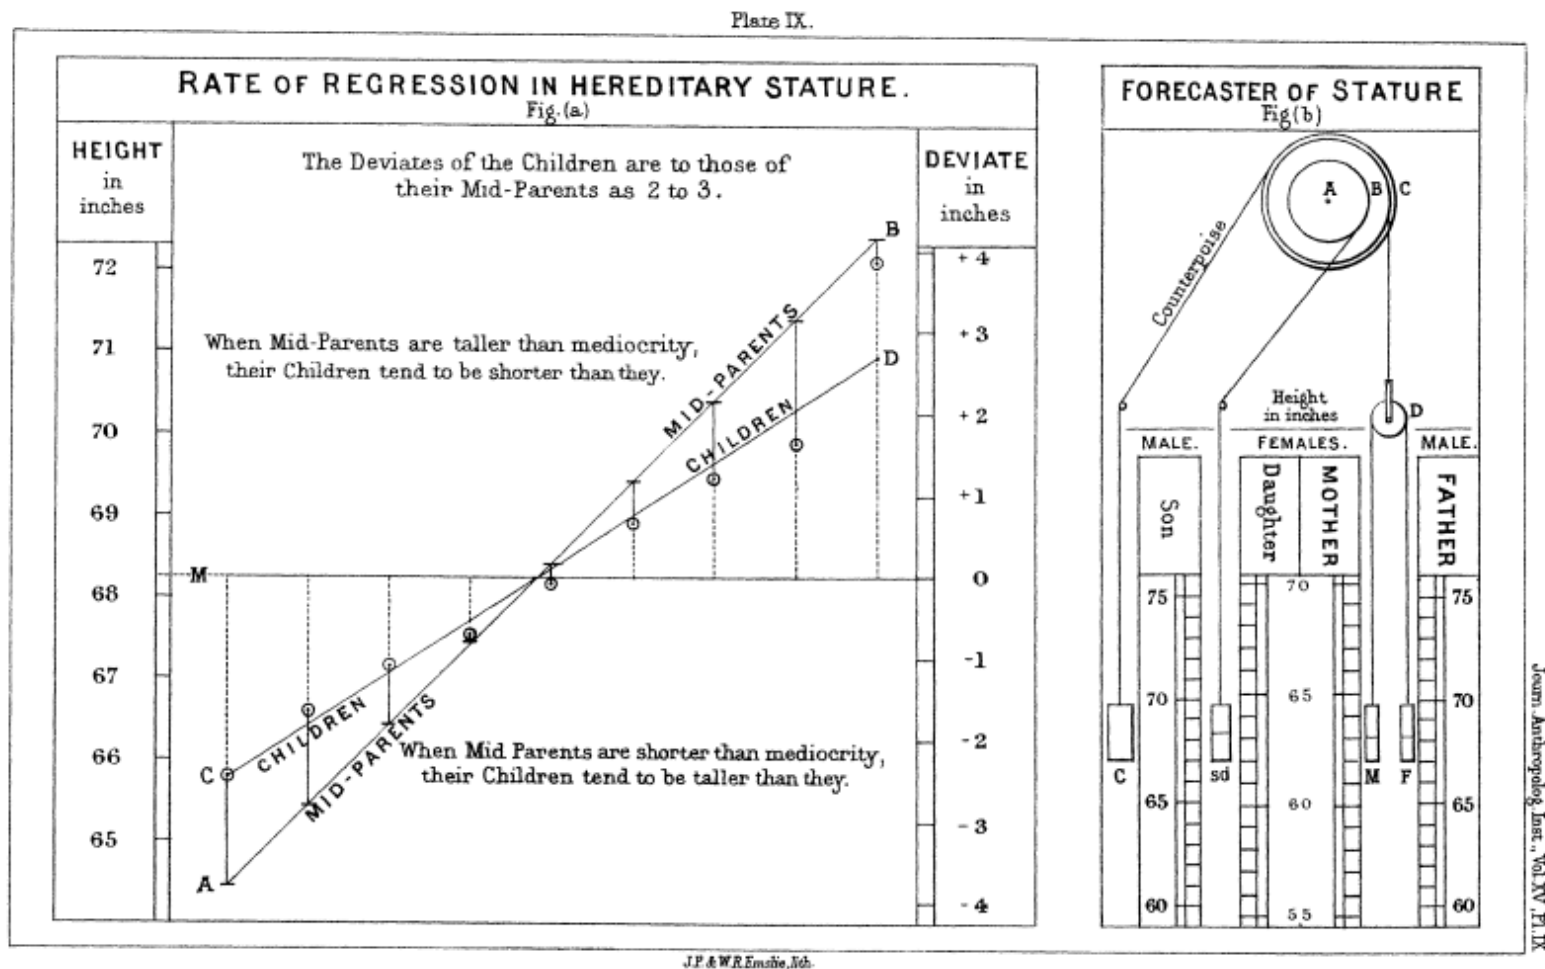 Plate IX.
RATE OF REGRESSION IN HEREDITARY STATURE.
Fig.(a)
HEIGHT
in
inches
The Deviates of the Children are to those of
their Mid-Parents as 2 to 3.
DEVIATE
in
inches
72
71
70
69
68
67
66
65
When Mid-Parents are taller than mediocrity,
their Children tend to be shorter than they.
B
D
MID-PARENTS
CHILDREN
M
C
CHILDREN
MID-PARENTS
A
When Mid Parents are shorter than mediocrity,
their Children tend to be taller than they.
+4
+3
+2
+1
0
-1
-2
-3
-4
FORECASTER OF STATURE
Fig(b)
A
B
C
Counterpoise
Height
in inches
D
MALE.
FEMALES.
MALE.
Son
Daughter
MOTHER
FATHER
75
70
65
60
70
65
60
55
75
70
65
60
C
sd
M
F
Journ. Anthropolog. Inst., Vol. XV, Pl. IX
J.P. & W.R. Emslie, lith.